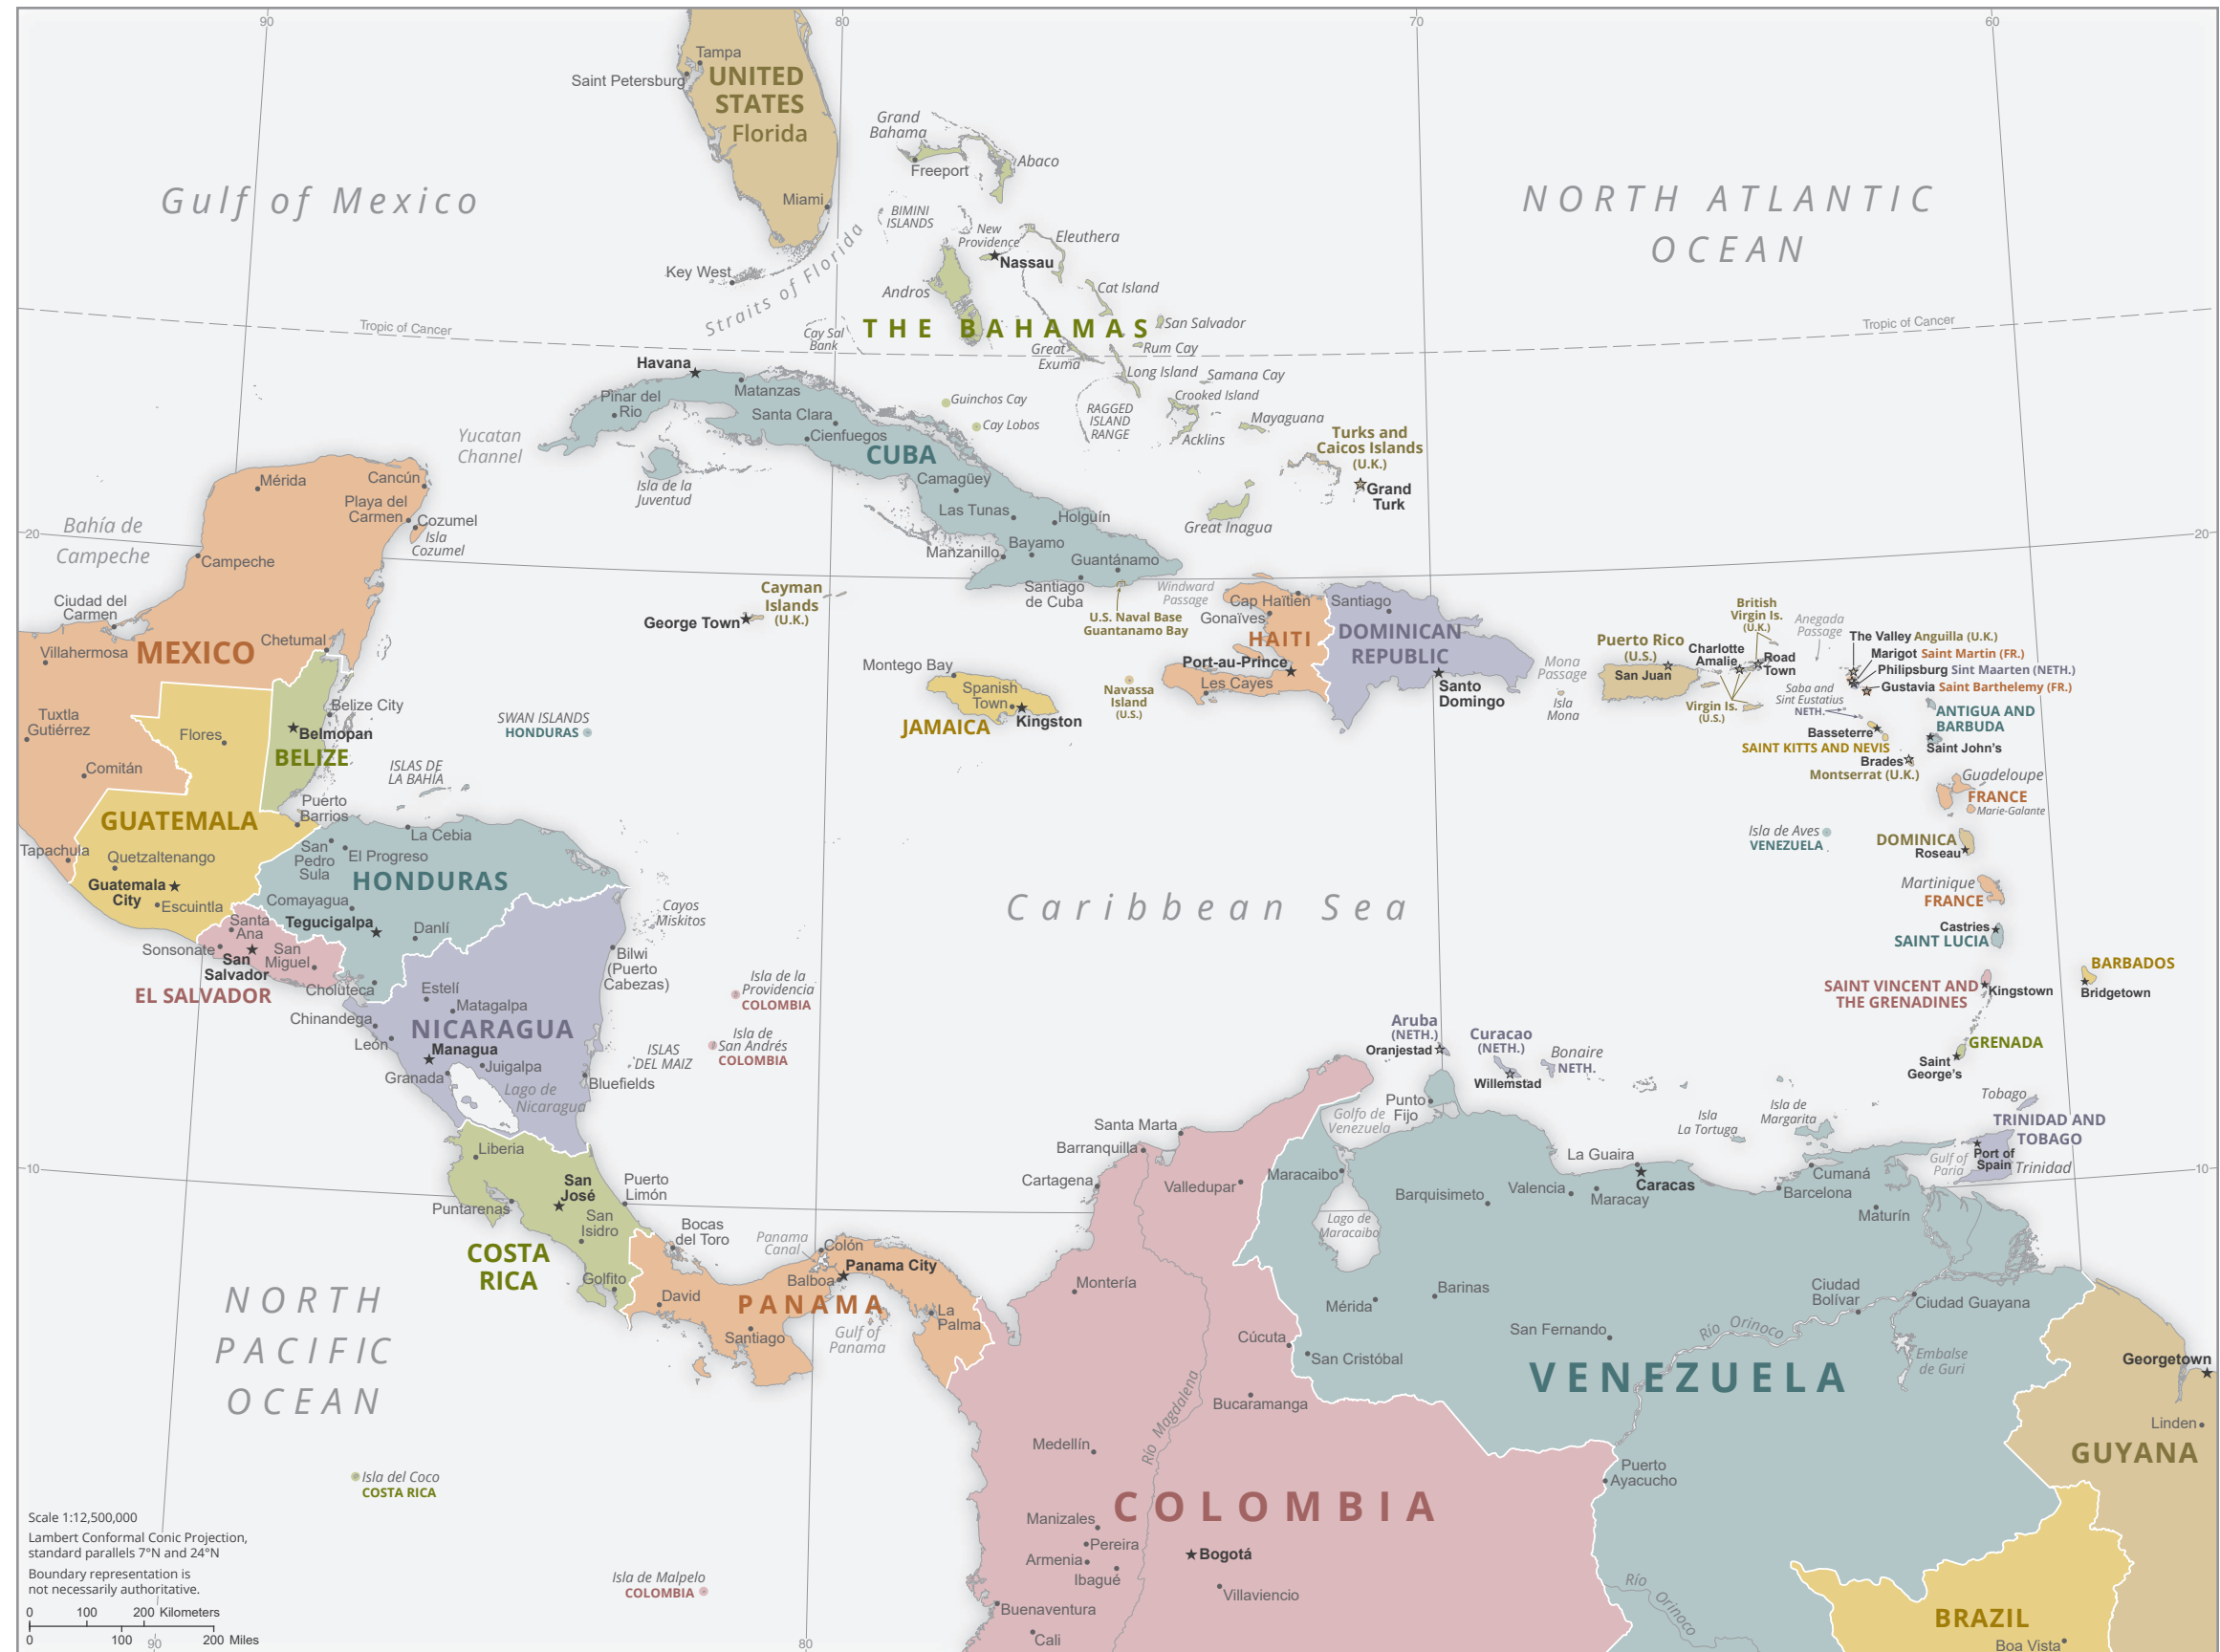 90
80
70
60
Tampa
Saint Petersburg
UNITED
STATES
Florida
Miami
Key West
Gulf of Mexico
Straits of Florida
NORTH ATLANTIC
OCEAN
Grand
Bahama
Freeport
Abaco
BIMINI
ISLANDS
New
Providence
Nassau
Eleuthera
Andros
Cat Island
THE BAHAMAS
San Salvador
Cay Sal
Bank
Great
Exuma
Rum Cay
Long Island
Samana Cay
Crooked Island
RAGGED
ISLAND
RANGE
Acklins
Mayaguana
Guinchos Cay
Cay Lobos
Great Inagua
Tropic of Cancer
Tropic of Cancer
Turks and
Caicos Islands
(U.K.)
Grand
Turk
Havana
Matanzas
Pinar del
Rio
Santa Clara
Cienfuegos
CUBA
Camagüey
Las Tunas
Holguín
Bayamo
Manzanillo
Guantánamo
Santiago
de Cuba
Isla de la
Juventud
U.S. Naval Base
Guantanamo Bay
Windward
Passage
Yucatan
Channel
Bahía de
Campeche
20
20
Mérida
Cancún
Playa del
Carmen
Cozumel
Isla
Cozumel
Campeche
Ciudad del
Carmen
Villahermosa
MEXICO
Chetumal
Tuxtla
Gutiérrez
Comitán
Tapachula
Cayman
Islands
(U.K.)
George Town
Montego Bay
Spanish
Town
Kingston
JAMAICA
Navassa
Island
(U.S.)
Cap Haïtien
Gonaïves
HAITI
Port-au-Prince
Les Cayes
Santiago
DOMINICAN
REPUBLIC
Santo
Domingo
Mona
Passage
Isla
Mona
Puerto Rico
(U.S.)
San Juan
Charlotte
Amalie
British
Virgin Is.
(U.K.)
Road
Town
Virgin Is.
(U.S.)
Anegada
Passage
The Valley Anguilla (U.K.)
Marigot Saint Martin (FR.)
Philipsburg Sint Maarten (NETH.)
Gustavia Saint Barthelemy (FR.)
Saba and
Sint Eustatius
NETH.
ANTIGUA AND
BARBUDA
Saint John's
Basseterre
SAINT KITTS AND NEVIS
Brades
Montserrat (U.K.)
Guadeloupe
FRANCE
Marie-Galante
Isla de Aves
VENEZUELA
DOMINICA
Roseau
Martinique
FRANCE
Castries
SAINT LUCIA
BARBADOS
Bridgetown
SAINT VINCENT AND
THE GRENADINES
Kingstown
GRENADA
Saint
George's
Tobago
TRINIDAD AND
TOBAGO
Port of
Spain
Trinidad
Gulf of
Paria
Belize City
Belmopan
BELIZE
Flores
GUATEMALA
Puerto
Barrios
Quetzaltenango
Guatemala
City
Escuintla
SWAN ISLANDS
HONDURAS
ISLAS DE
LA BAHÍA
La Cebia
San
Pedro
Sula
El Progreso
HONDURAS
Comayagua
Tegucigalpa
Danlí
Choluteca
Santa
Ana
Sonsonate
San
Salvador
San
Miguel
EL SALVADOR
Cayos
Miskitos
Bilwi
(Puerto
Cabezas)
Estelí
Matagalpa
Chinandega
NICARAGUA
León
Managua
Juigalpa
Granada
Lago de
Nicaragua
Bluefields
ISLAS
DEL MAIZ
Isla de la
Providencia
COLOMBIA
Isla de
San Andrés
COLOMBIA
Caribbean Sea
Aruba
(NETH.)
Oranjestad
Curacao
(NETH.)
Willemstad
Bonaire
NETH.
10
10
Liberia
San
José
Puerto
Limón
Puntarenas
San
Isidro
COSTA
RICA
Golfito
Bocas
del Toro
David
Panama
Canal
Colón
Balboa
Panama City
PANAMA
Santiago
La
Palma
Gulf of
Panama
NORTH
PACIFIC
OCEAN
Isla del Coco
COSTA RICA
Isla de Malpelo
COLOMBIA
Santa Marta
Barranquilla
Cartagena
Valledupar
Montería
Cúcuta
Bucaramanga
Río Magdalena
Medellín
COLOMBIA
Manizales
Pereira
Armenia
Ibagué
Bogotá
Villaviencio
Buenaventura
Cali
Golfo de
Venezuela
Punto
Fijo
Maracaibo
Lago de
Maracaibo
Barquisimeto
Valencia
La Guaira
Maracay
Caracas
Isla
La Tortuga
Isla de
Margarita
Cumaná
Barcelona
Maturín
Mérida
Barinas
San Cristóbal
San Fernando
Río Orinoco
Ciudad
Bolívar
Ciudad Guayana
Embalse
de Guri
VENEZUELA
Puerto
Ayacucho
Río
Orinoco
Georgetown
Linden
GUYANA
BRAZIL
Boa Vista
Scale 1:12,500,000
Lambert Conformal Conic Projection,
standard parallels 7°N and 24°N
Boundary representation is
not necessarily authoritative.
0 100 200 Kilometers
0 100 200 Miles
90
80